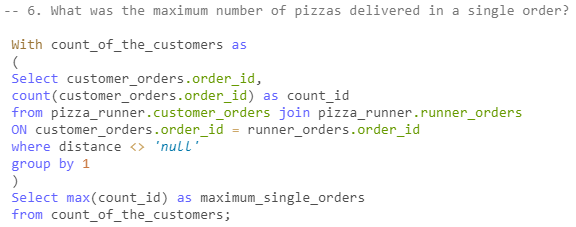 -- 6. What was the maximum number of pizzas delivered in a single order?
With count_of_the_customers as
(
Select customer_orders.order_id,
count(customer_orders.order_id) as count_id
from pizza_runner.customer_orders join pizza_runner.runner_orders
ON customer_orders.order_id = runner_orders.order_id
where distance <> 'null'
group by 1
)
Select max(count_id) as maximum_single_orders
from count_of_the_customers;